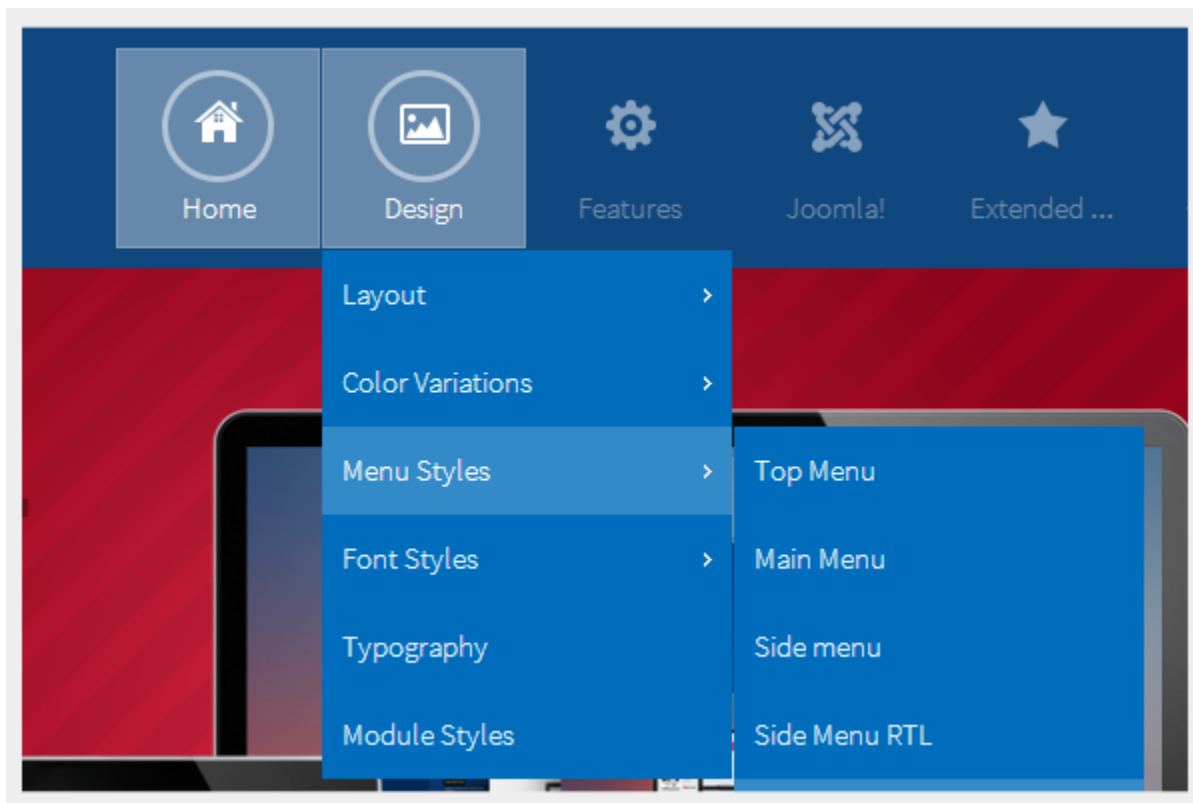 Home
Design
Features
Joomla!
Extended ...
Layout
Color Variations
Menu Styles
Font Styles
Typography
Module Styles
Top Menu
Main Menu
Side menu
Side Menu RTL